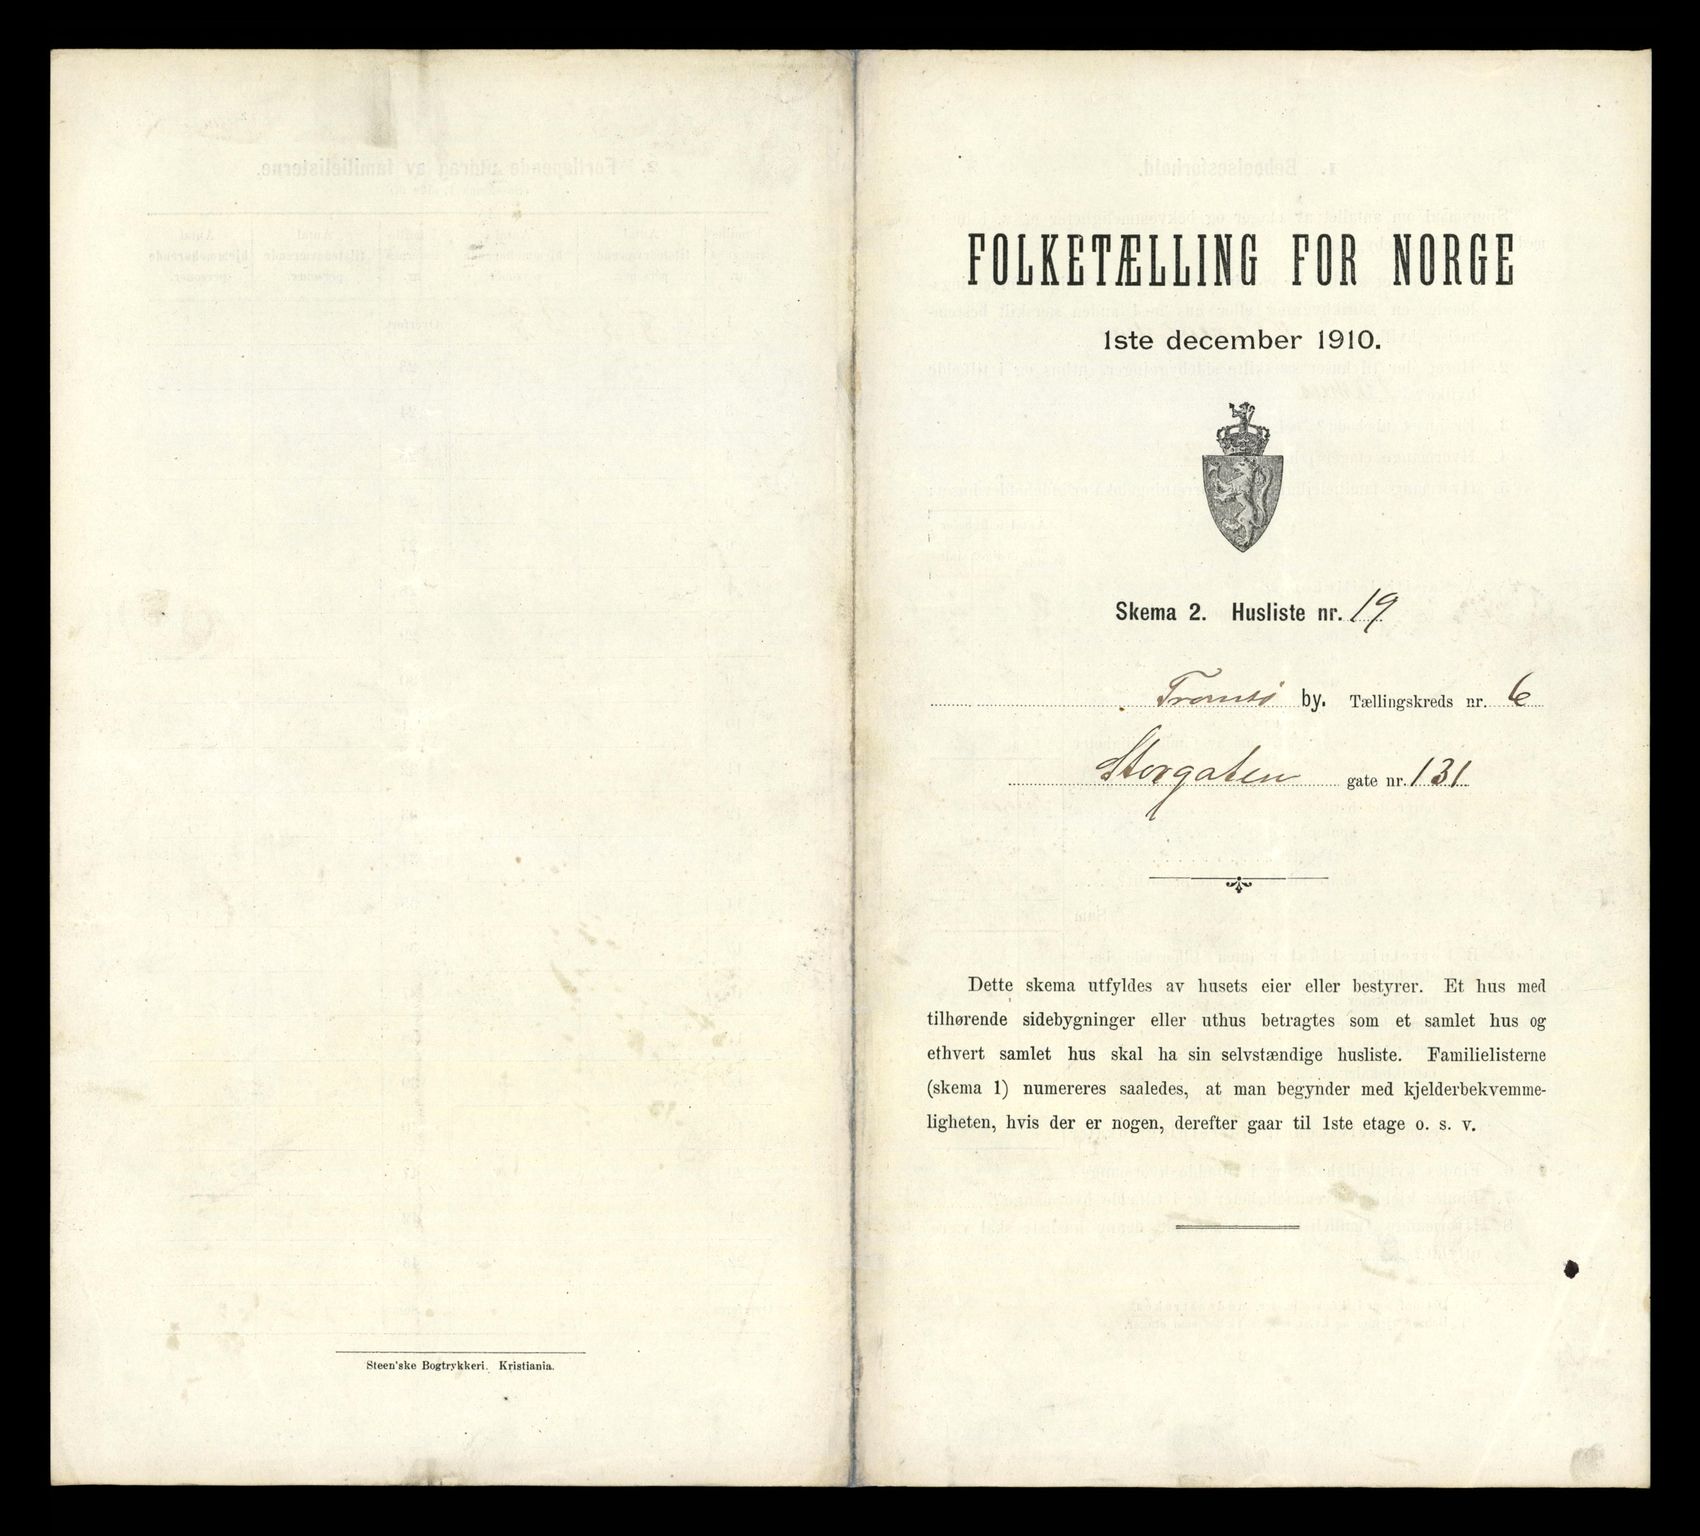 Steen'ske Bogtrykkeri. Kristiania.
FOLKETÆLLING FOR NORGE
1ste december 1910.
Skema 2. Husliste nr. 19
Tromsö by. Tællingskreds nr. 6
Storgaten gate nr. 131
Dette skema utfyldes av husets eier eller bestyrer. Et hus med
tilhørende sidebygninger eller uthus betragtes som et samlet hus og
ethvert samlet hus skal ha sin selvstændige husliste. Familielisterne
(skema 1) numereres saaledes, at man begynder med kjelderbekvemme-
ligheten, hvis der er nogen, derefter gaar til 1ste etage o. s. v.